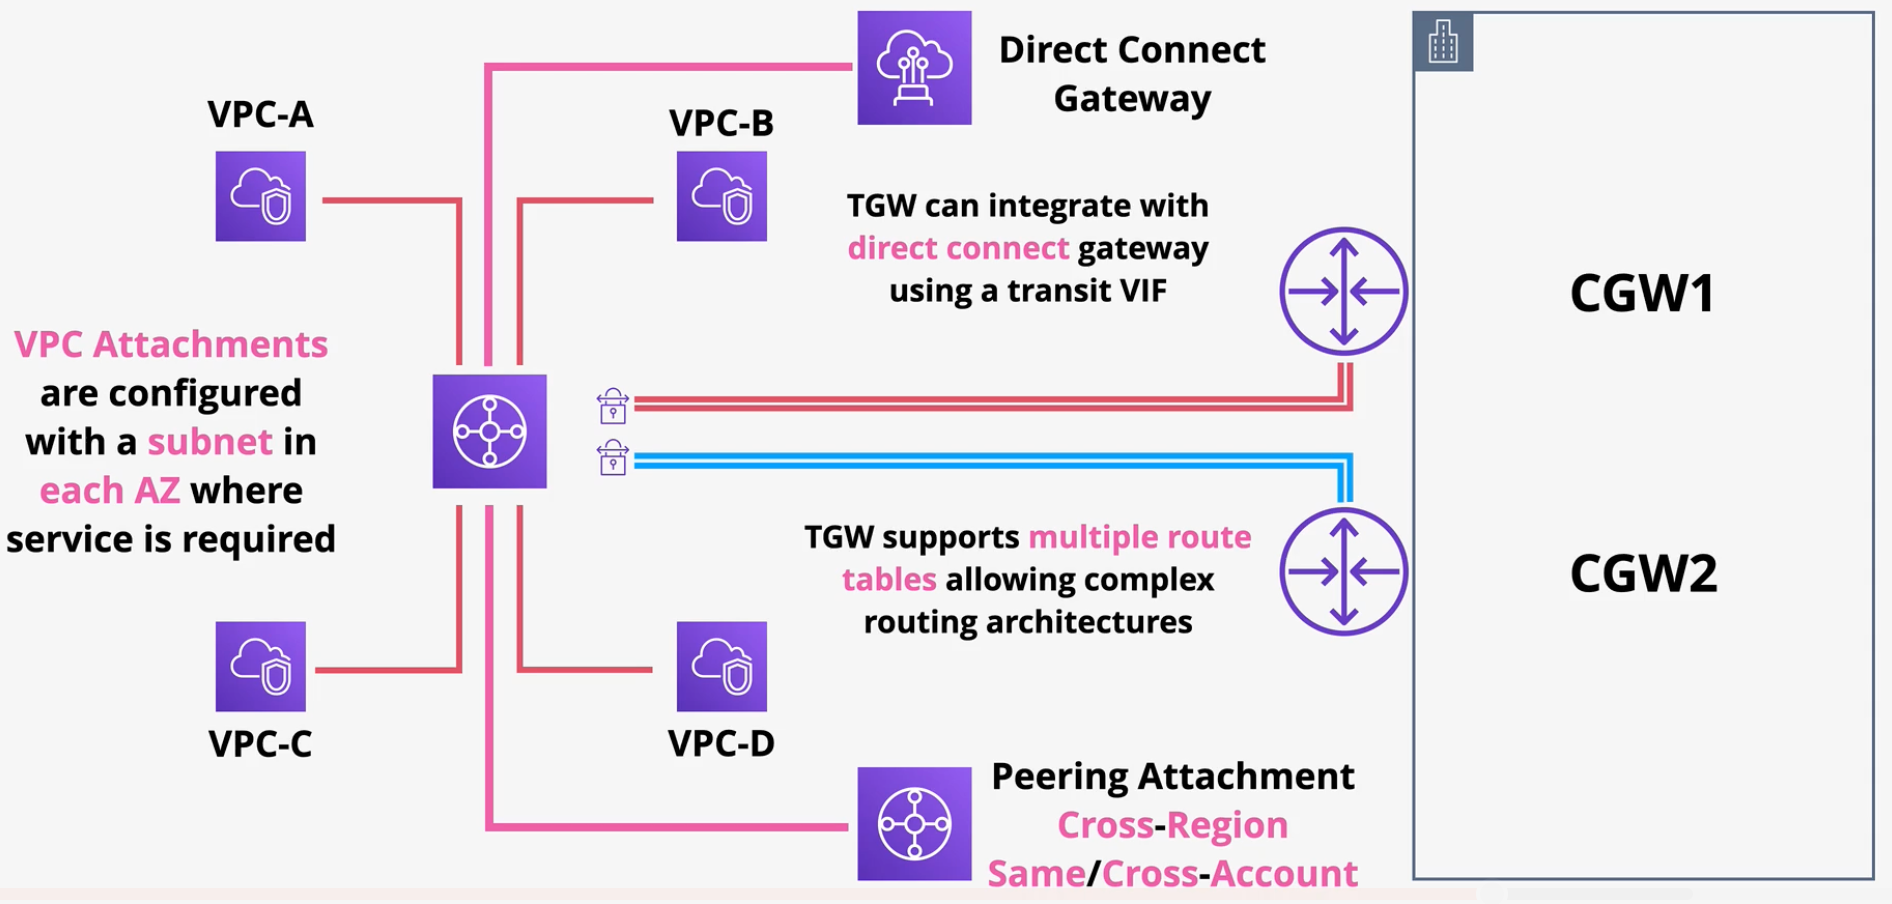 Direct Connect
Gateway
VPC-A
VPC-B
TGW can integrate with
direct connect gateway
using a transit VIF
CGW1
VPC Attachments
are configured
with a subnet in
each AZ where
service is required
TGW supports multiple route
tables allowing complex
routing architectures
CGW2
VPC-C
VPC-D
Peering Attachment
Cross-Region
Same/Cross-Account